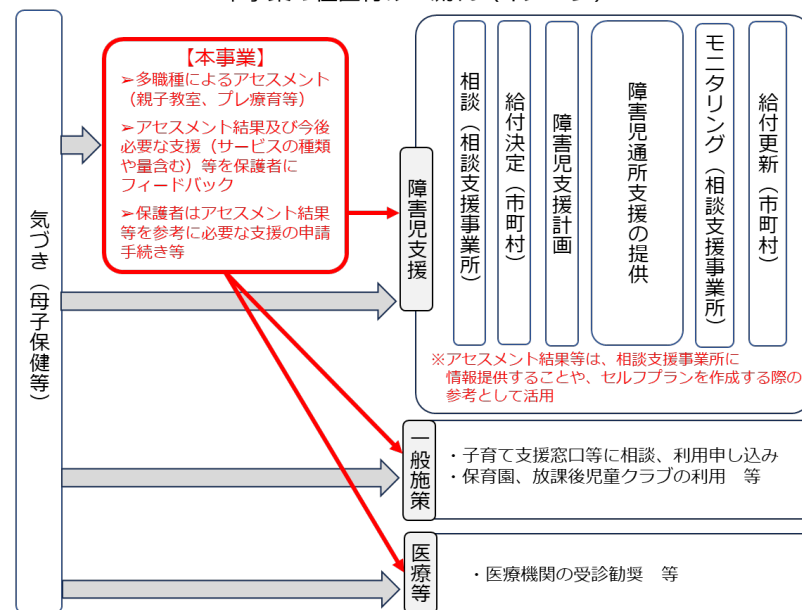 気づき（母子保健等）
【本事業】
➢多職種によるアセスメント
（親子教室、プレ療育等）
➢アセスメント結果及び今後
必要な支援（サービスの種類
や量含む）等を保護者に
フィードバック
➢保護者はアセスメント結果
等を参考に必要な支援の申請
手続き等
障害児支援
相談（相談支援事業所）
給付決定（市町村）
障害児支援計画
障害児通所支援の提供
モニタリング（相談支援事業所）
給付更新（市町村）
※アセスメント結果等は、相談支援事業所に
情報提供することや、セルフプランを作成する際の
参考として活用
一般施策
・子育て支援窓口等に相談、利用申し込み
・保育園、放課後児童クラブの利用　等
医療等
・医療機関の受診勧奨　等